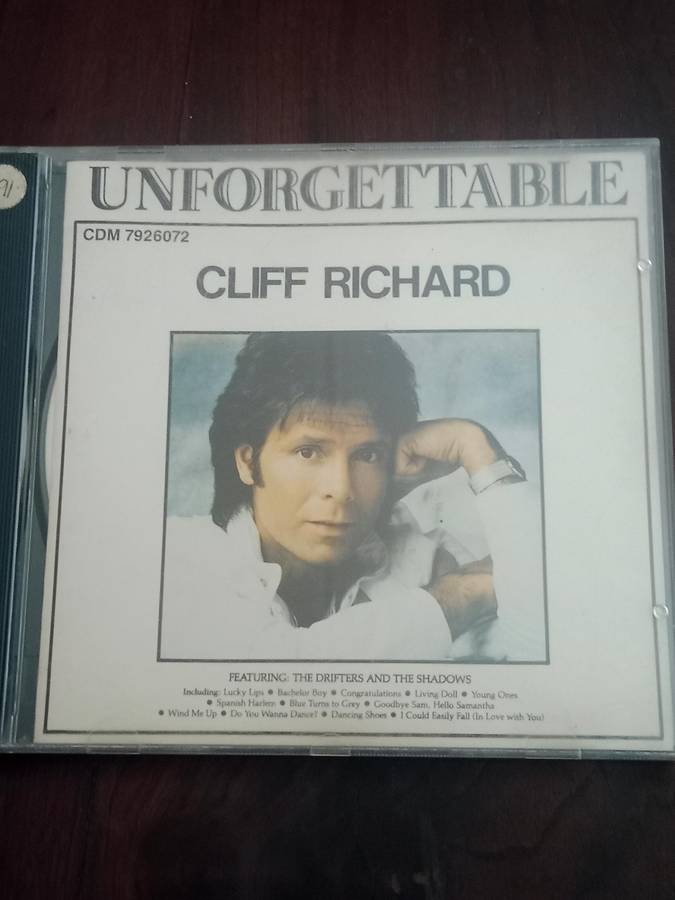 91
UNFORGETTABLE
CDM 7926072
CLIFF RICHARD
FEATURING: THE DRIFTERS AND THE SHADOWS
Including: Lucky Lips ● Bachelor Boy ● Congratulations ● Living Doll ● Young Ones
● Spanish Harlem ● Blue Turns to Grey ● Goodbye Sam, Hello Samantha
● Wind Me Up ● Do You Wanna Dance? ● Dancing Shoes ● I Could Easily Fall (In Love with You)